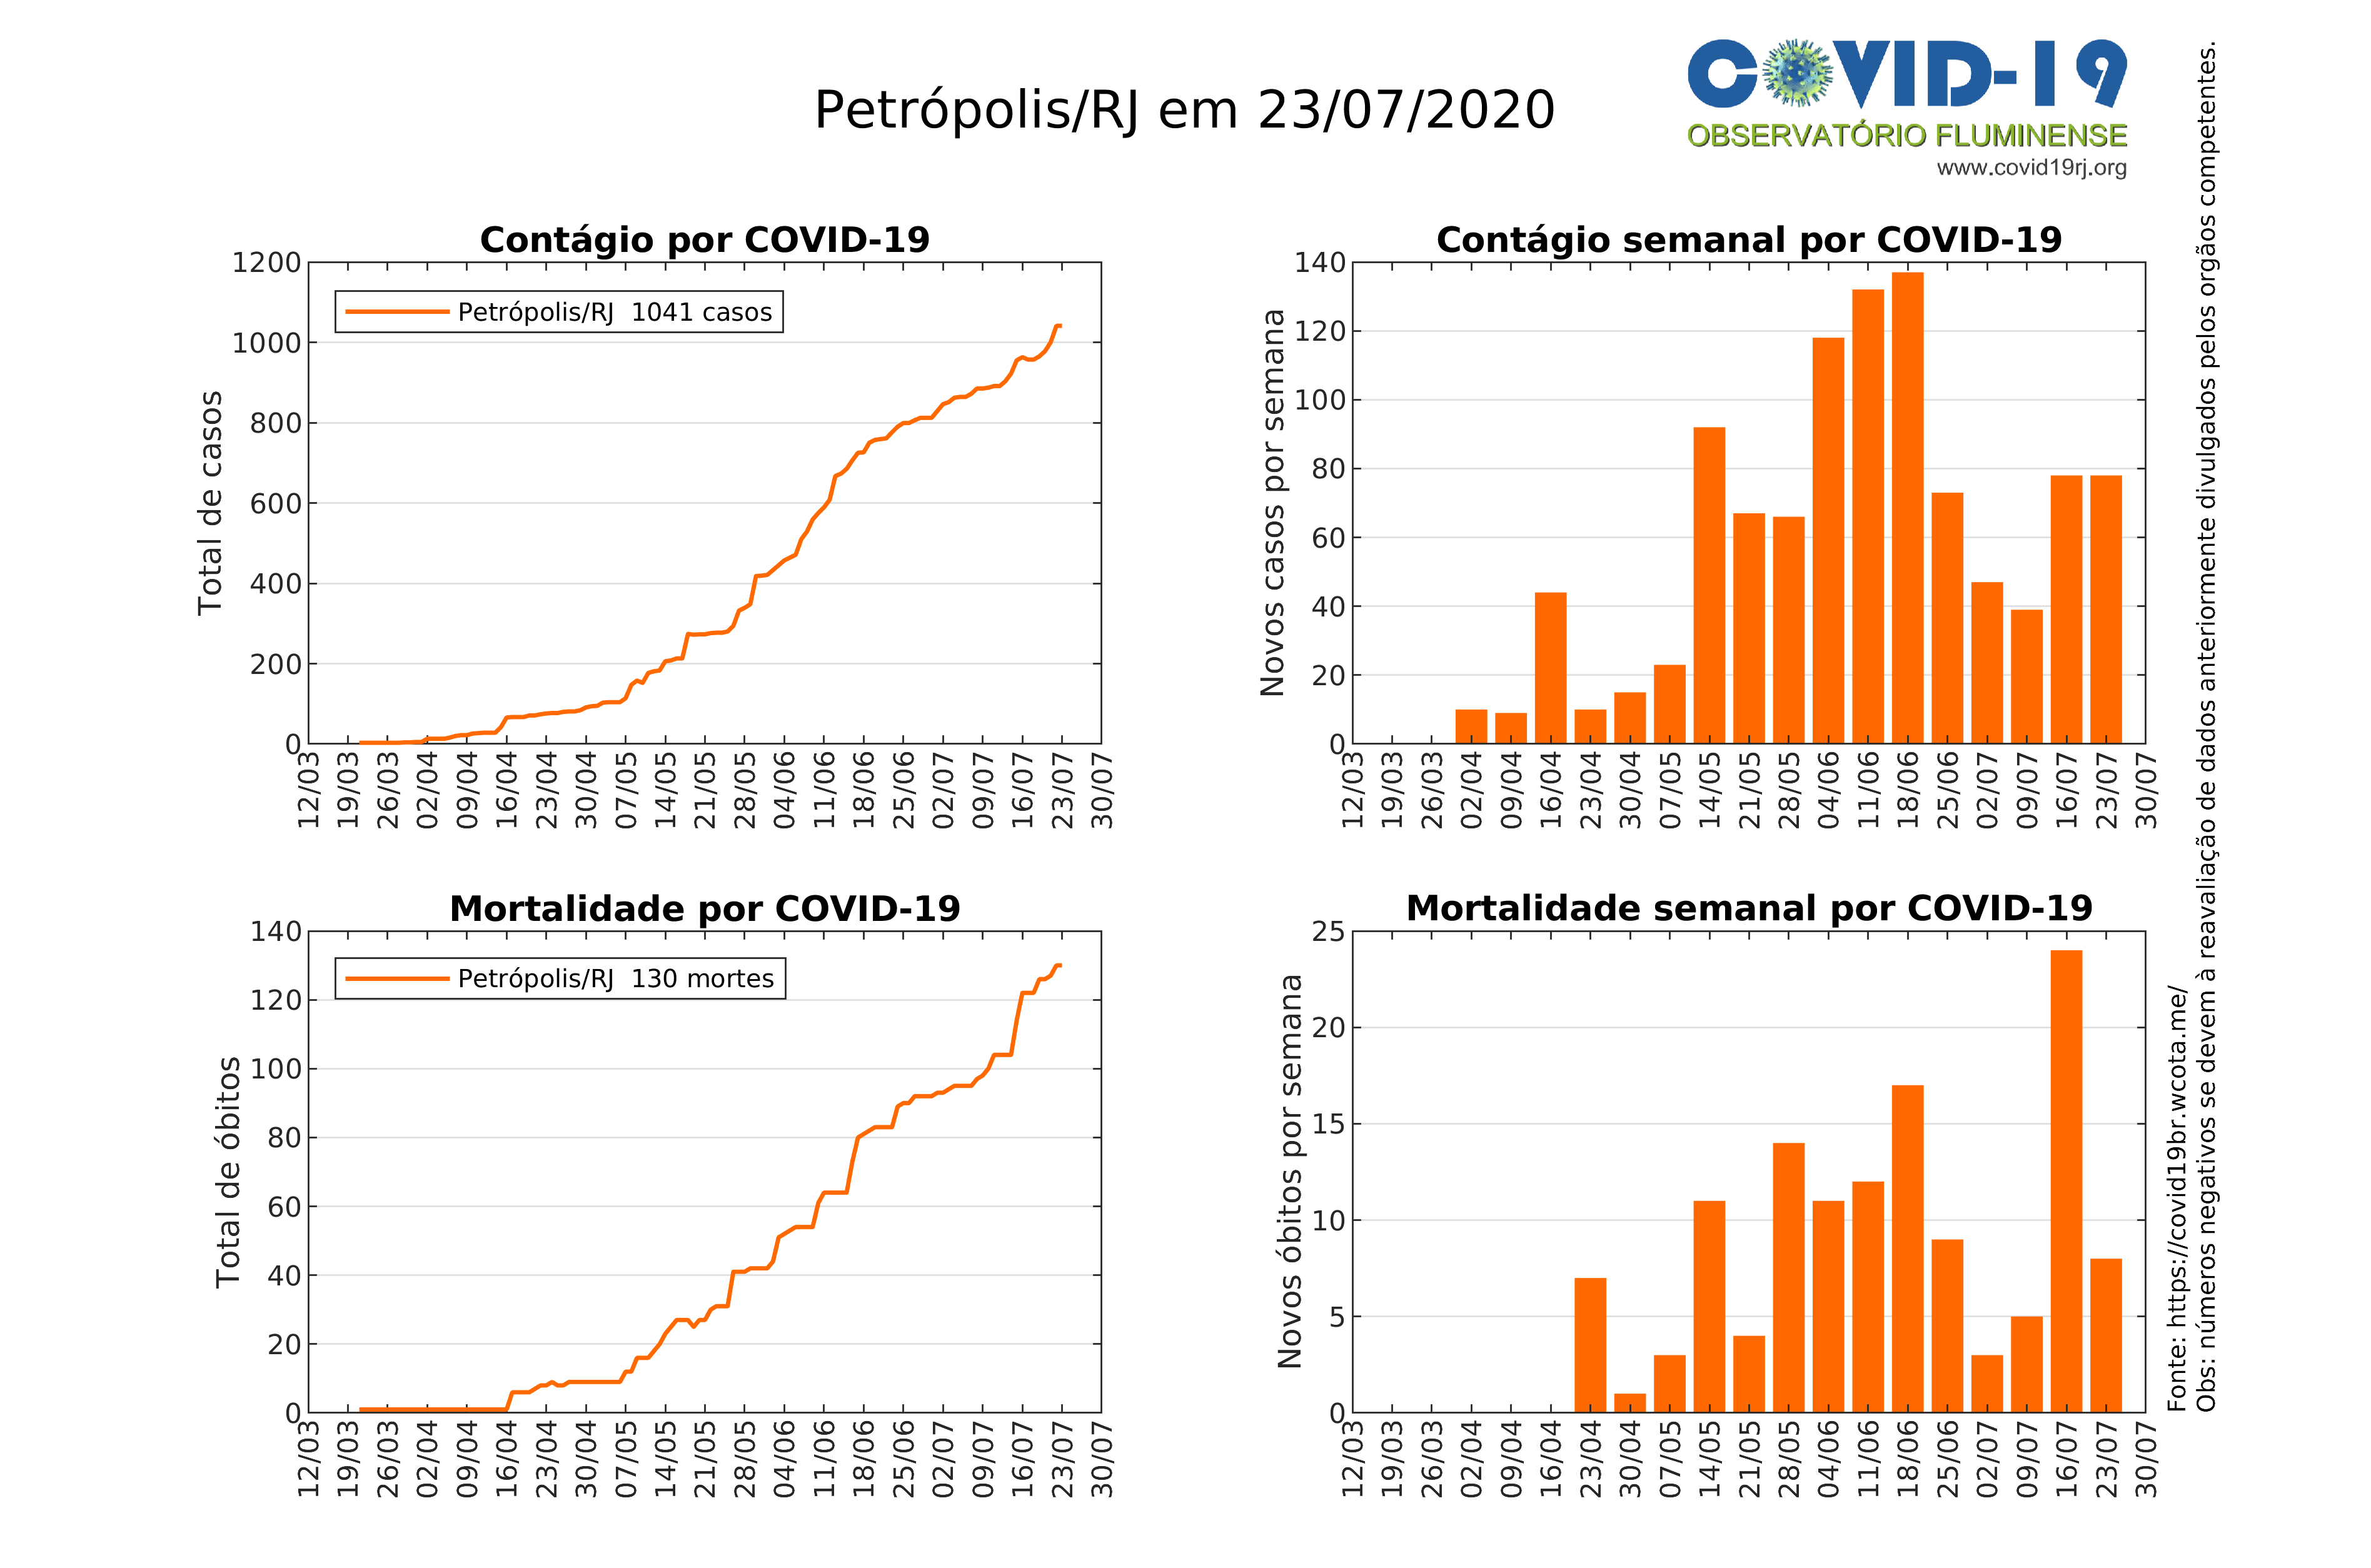 Petrópolis/RJ em 23/07/2020
COVID-19
OBSERVATÓRIO FLUMINENSE
www.covid19rj.org
Contágio por COVID-19
Total de casos
1200
1000
800
600
400
200
0
Petrópolis/RJ 1041 casos
12/03 19/03 26/03 02/04 09/04 16/04 23/04 30/04 07/05 14/05 21/05 28/05 04/06 11/06 18/06 25/06 02/07 09/07 16/07 23/07 30/07
Contágio semanal por COVID-19
Novos casos por semana
140
120
100
80
60
40
20
0
12/03 19/03 26/03 02/04 09/04 16/04 23/04 30/04 07/05 14/05 21/05 28/05 04/06 11/06 18/06 25/06 02/07 09/07 16/07 23/07 30/07
Mortalidade por COVID-19
Total de óbitos
140
120
100
80
60
40
20
0
Petrópolis/RJ 130 mortes
12/03 19/03 26/03 02/04 09/04 16/04 23/04 30/04 07/05 14/05 21/05 28/05 04/06 11/06 18/06 25/06 02/07 09/07 16/07 23/07 30/07
Mortalidade semanal por COVID-19
Novos óbitos por semana
25
20
15
10
5
0
12/03 19/03 26/03 02/04 09/04 16/04 23/04 30/04 07/05 14/05 21/05 28/05 04/06 11/06 18/06 25/06 02/07 09/07 16/07 23/07 30/07
Fonte: https://covid19br.wcota.me/
Obs: números negativos se devem à reavaliação de dados anteriormente divulgados pelos orgãos competentes.